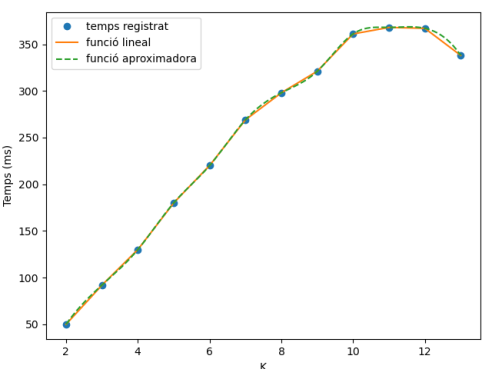 temps registrat
funció lineal
funció aproximadora
350
300
250
200
150
100
50
Temps (ms)
2
4
6
8
10
12
K